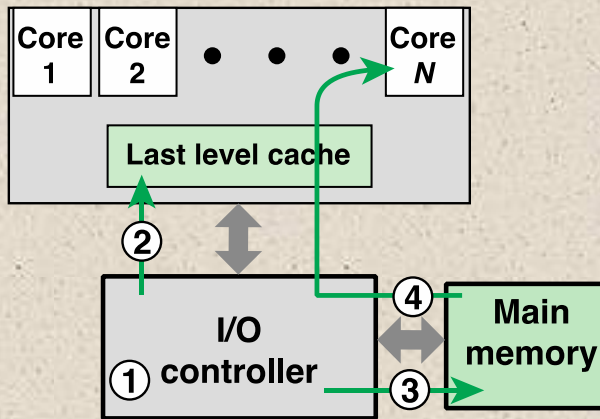 Core
1
Core
2
Core
N
Last level cache
2
4
I/O
controller
1
3
Main
memory